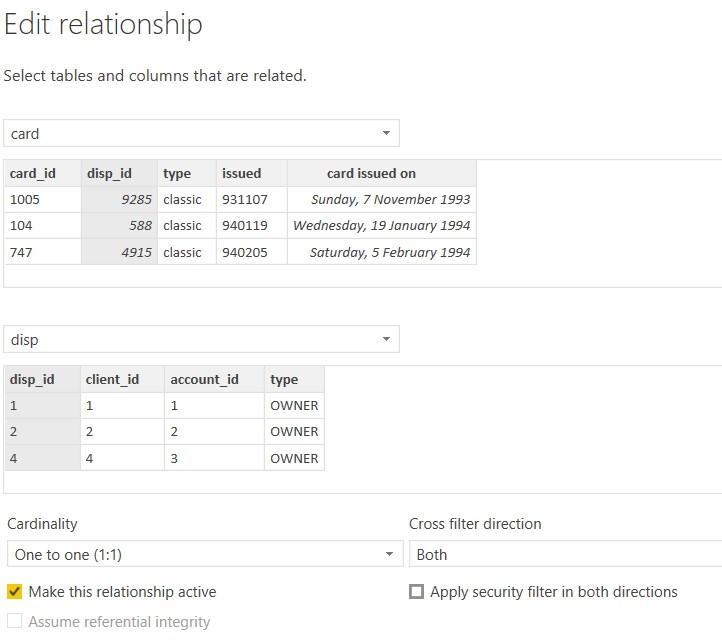 Edit relationship
Select tables and columns that are related.
card
card_id disp_id type issued card issued on
1005 9285 classic 931107 Sunday, 7 November 1993
104 588 classic 940119 Wednesday, 19 January 1994
747 4915 classic 940205 Saturday, 5 February 1994
disp
disp_id client_id account_id type
1 1 1 OWNER
2 2 2 OWNER
4 4 3 OWNER
Cardinality Cross filter direction
One to one (1:1) Both
Make this relationship active Apply security filter in both directions
Assume referential integrity